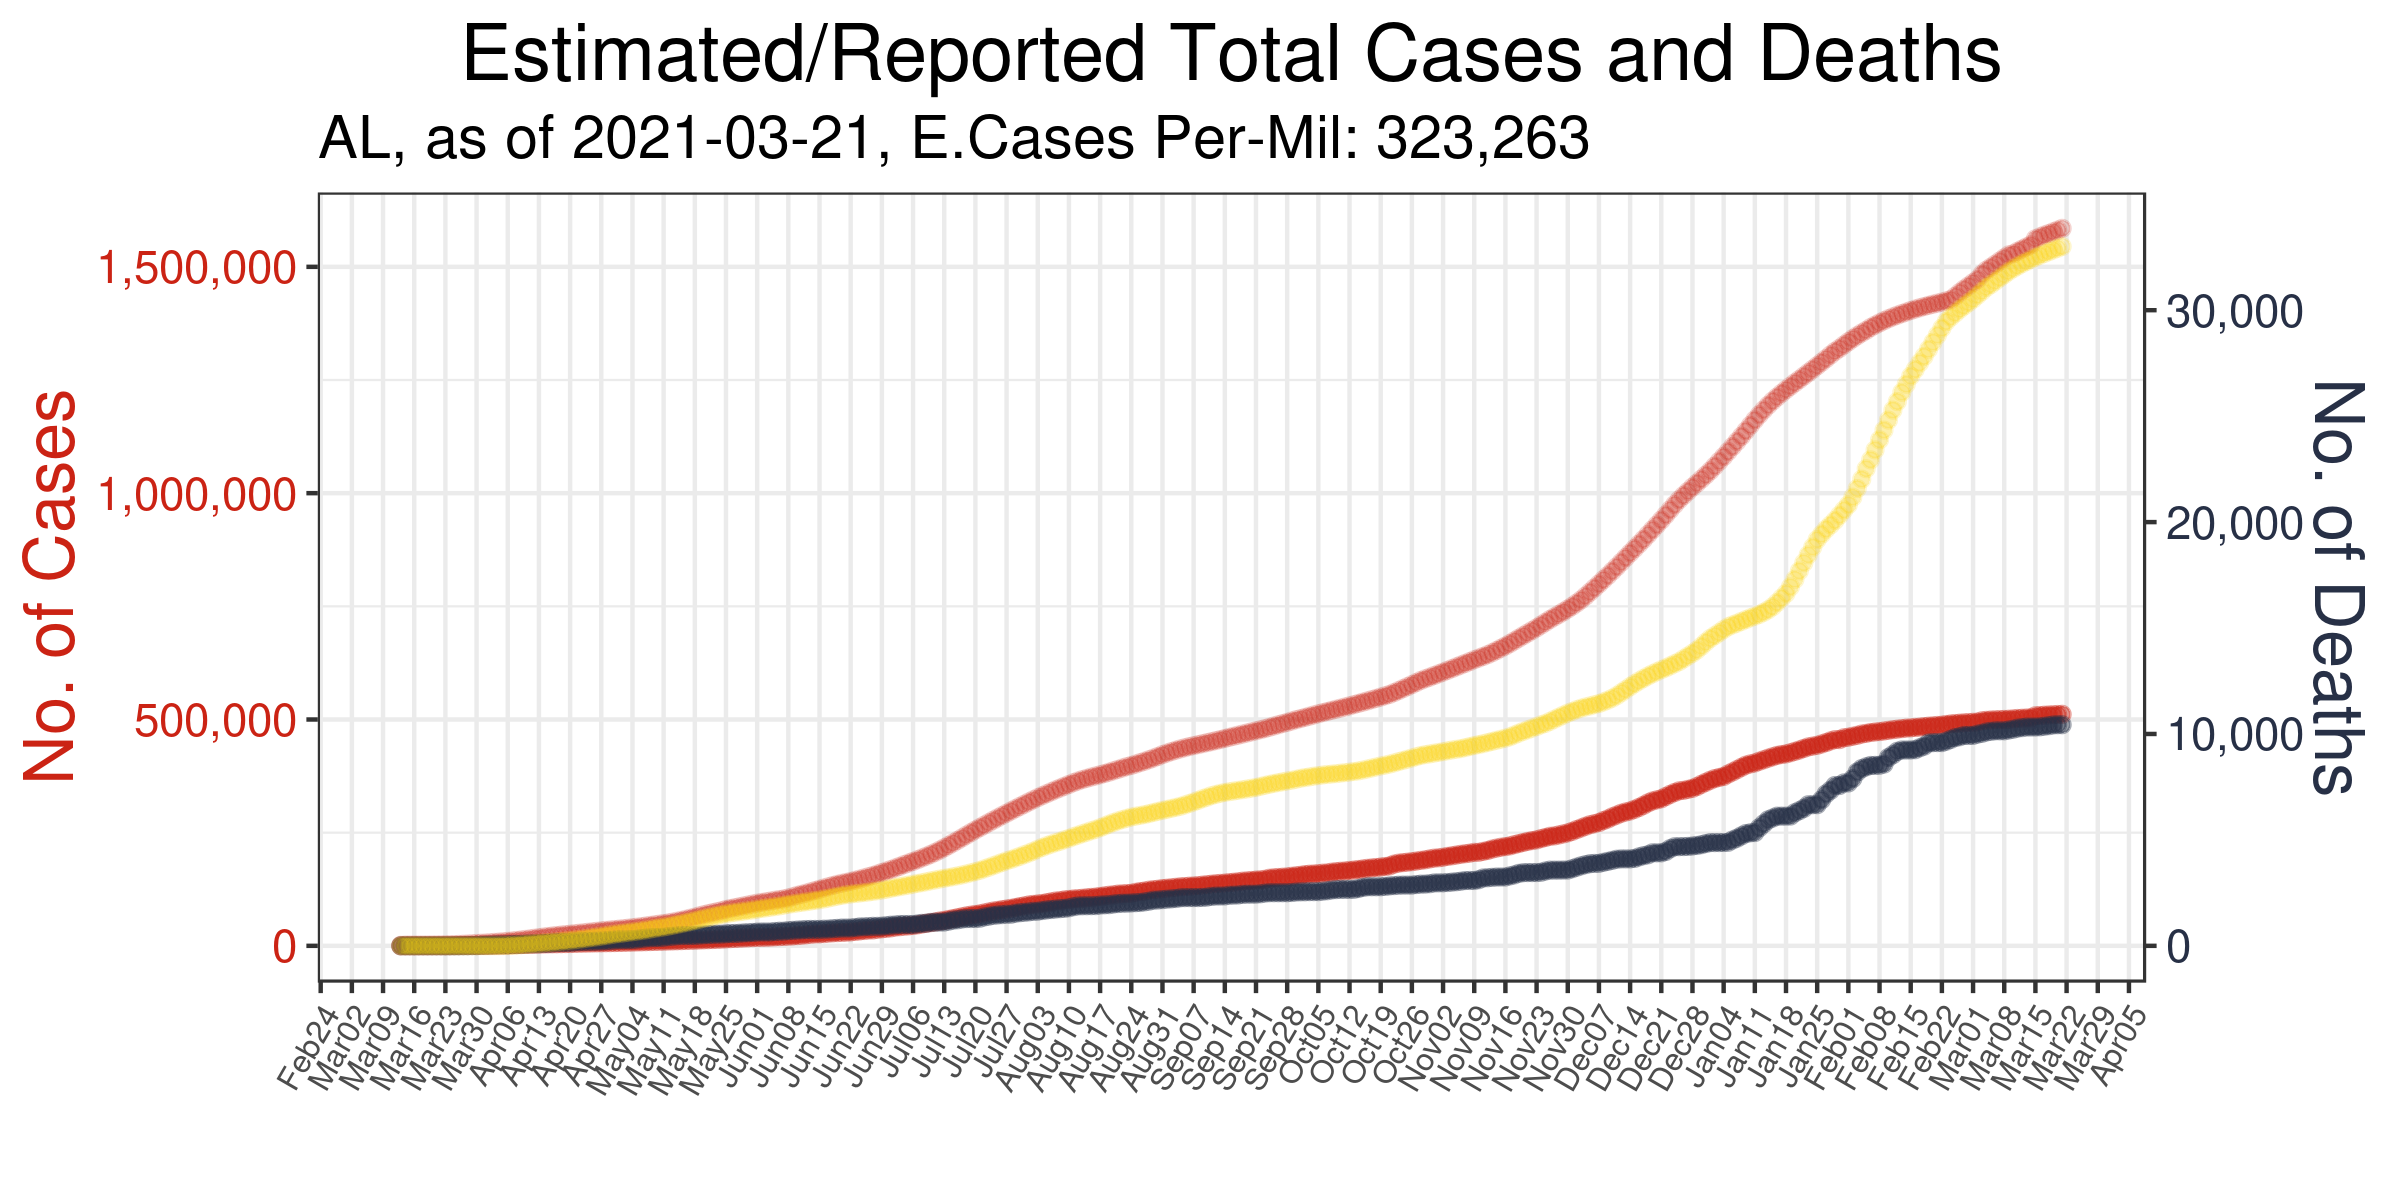 Estimated/Reported Total Cases and Deaths
AL, as of 2021-03-21, E.Cases Per-Mil: 323,263
No. of Cases
1,500,000
1,000,000
500,000
0
30,000
20,000
10,000
0
No. of Deaths
Feb24
Mar02
Mar09
Mar16
Mar23
Mar30
Apr06
Apr13
Apr20
Apr27
May04
May11
May18
May25
Jun01
Jun08
Jun15
Jun22
Jun29
Jul06
Jul13
Jul20
Jul27
Aug03
Aug10
Aug17
Aug24
Aug31
Sep07
Sep14
Sep21
Sep28
Oct05
Oct12
Oct19
Oct26
Nov02
Nov09
Nov16
Nov23
Nov30
Dec07
Dec14
Dec21
Dec28
Jan04
Jan11
Jan18
Jan25
Feb01
Feb08
Feb15
Feb22
Mar01
Mar08
Mar15
Mar22
Mar29
Apr05